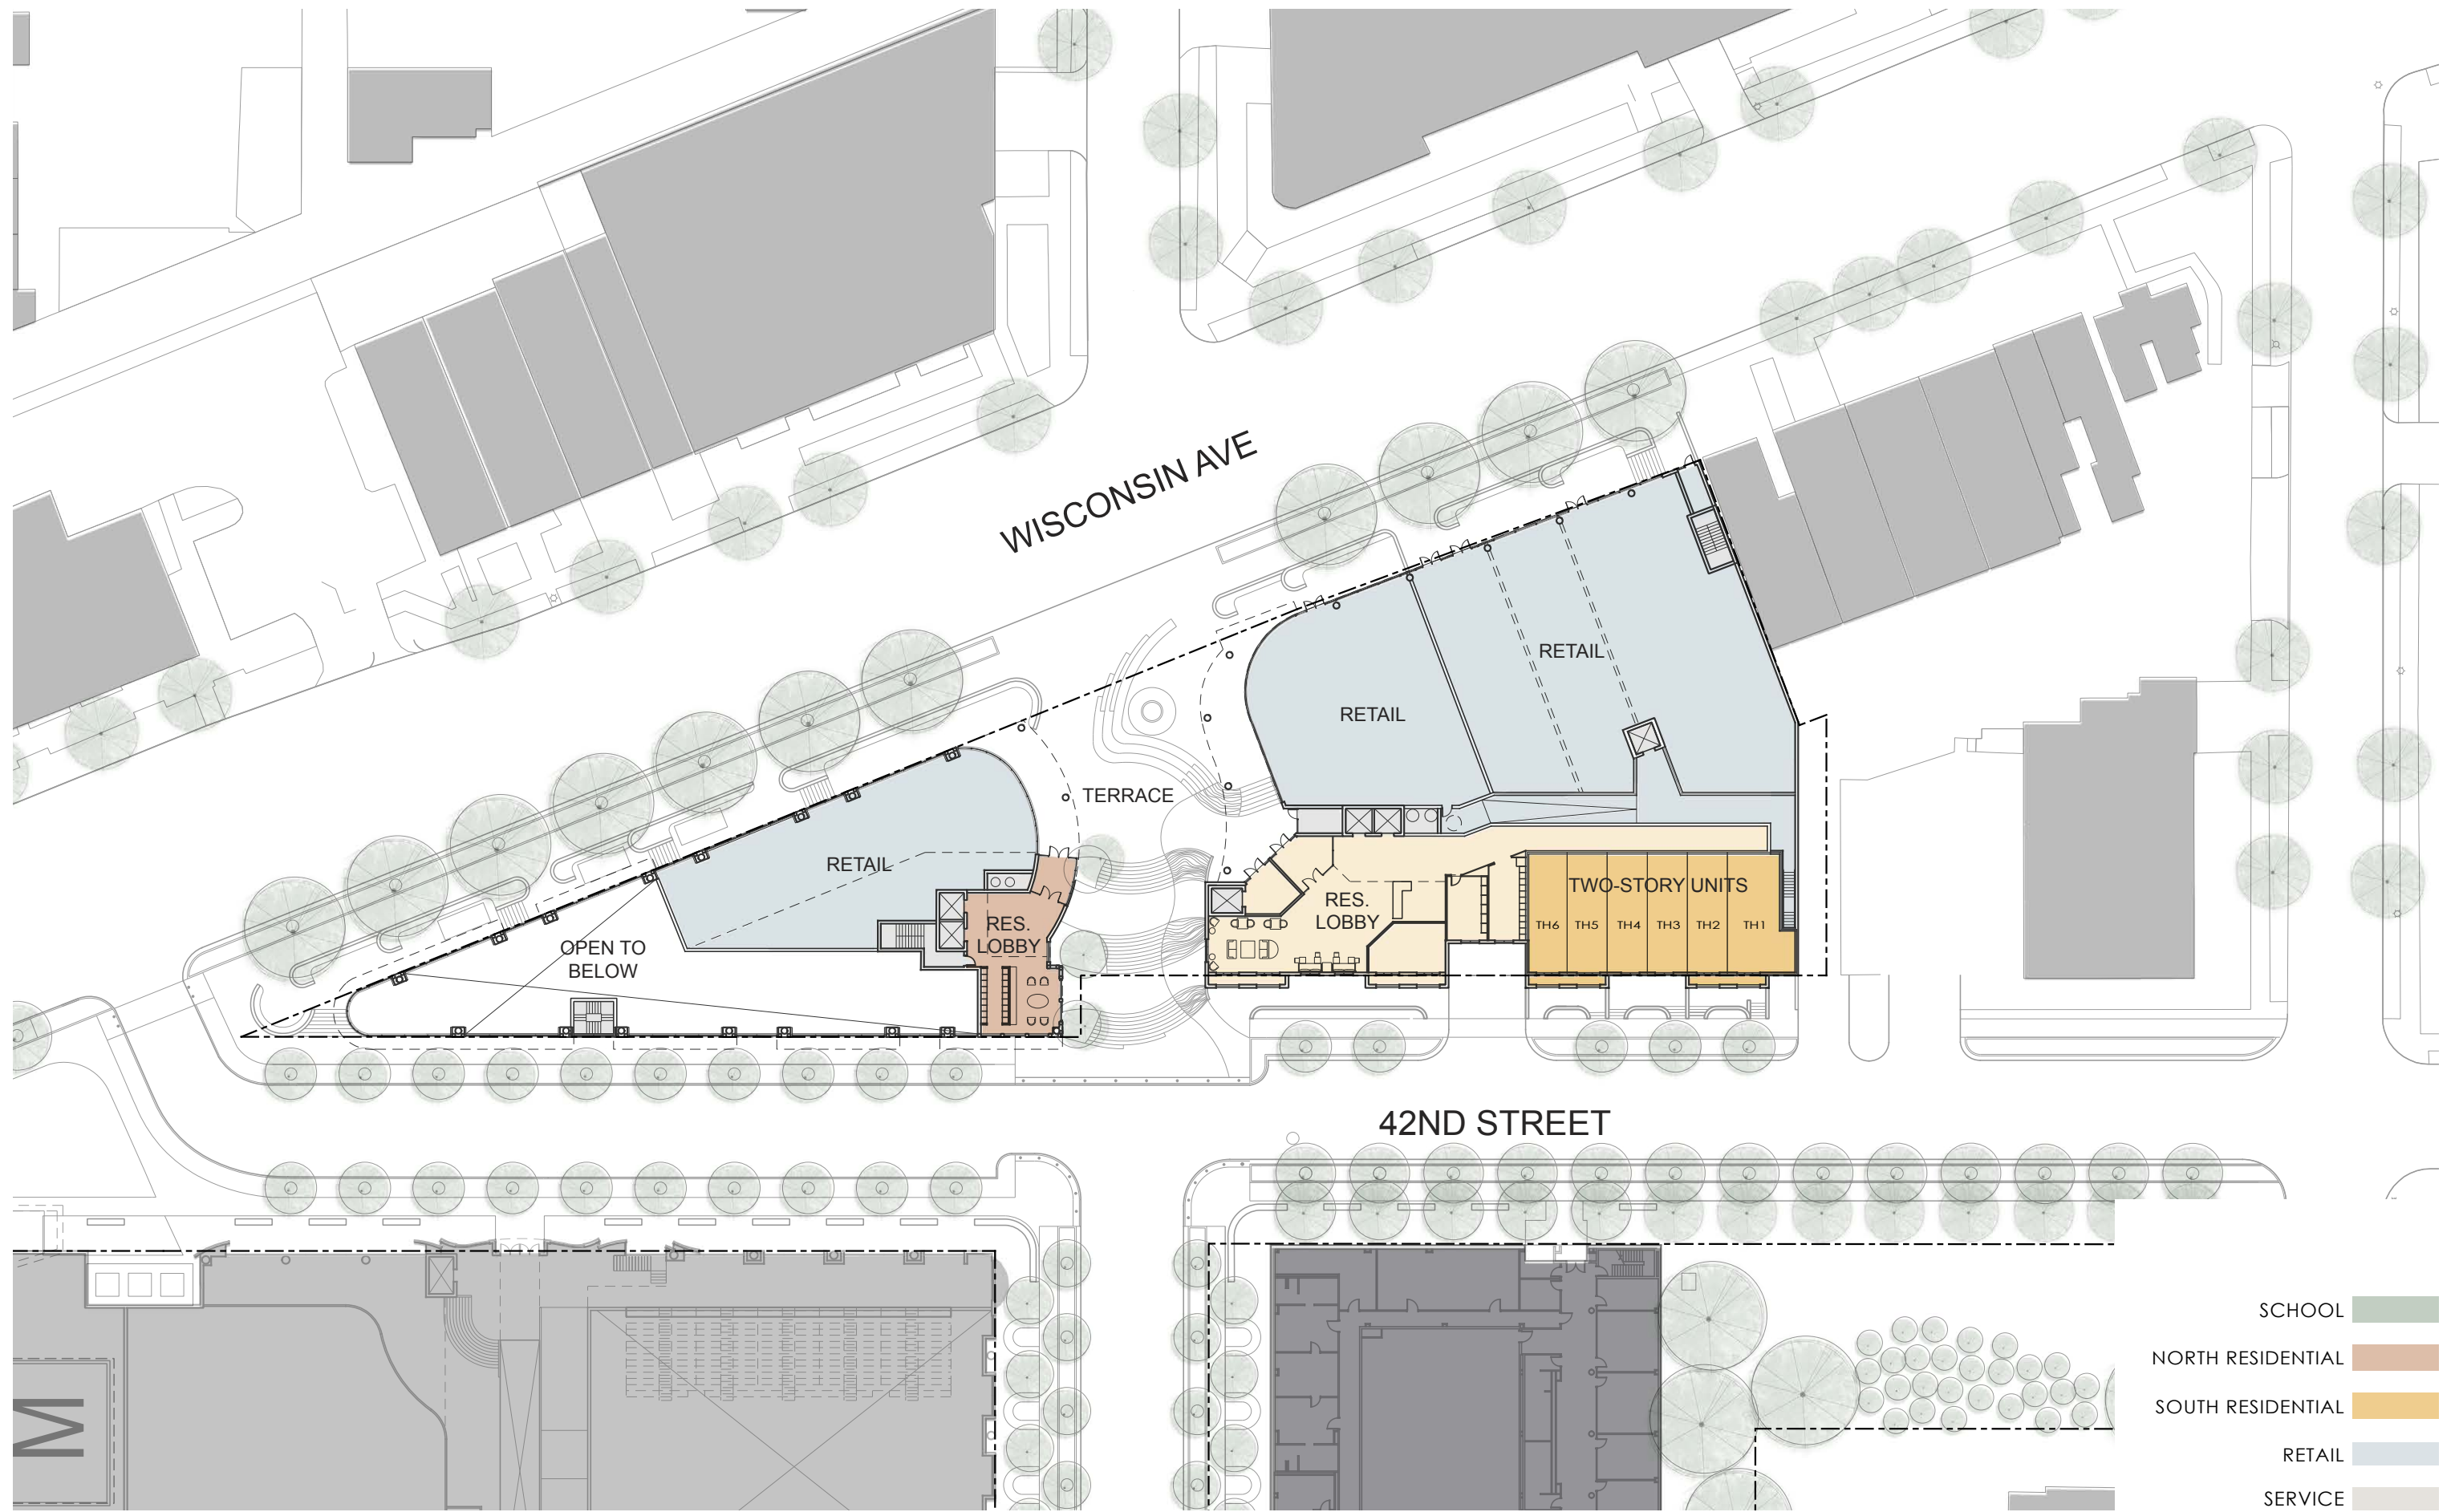 WISCONSIN AVE
RETAIL
RETAIL
TERRACE
RETAIL
TWO-STORY UNITS
RES.
LOBBY
RES.
LOBBY
TH6 TH5 TH4 TH3 TH2 TH1
OPEN TO
BELOW
42ND STREET
M
SCHOOL
NORTH RESIDENTIAL
SOUTH RESIDENTIAL
RETAIL
SERVICE